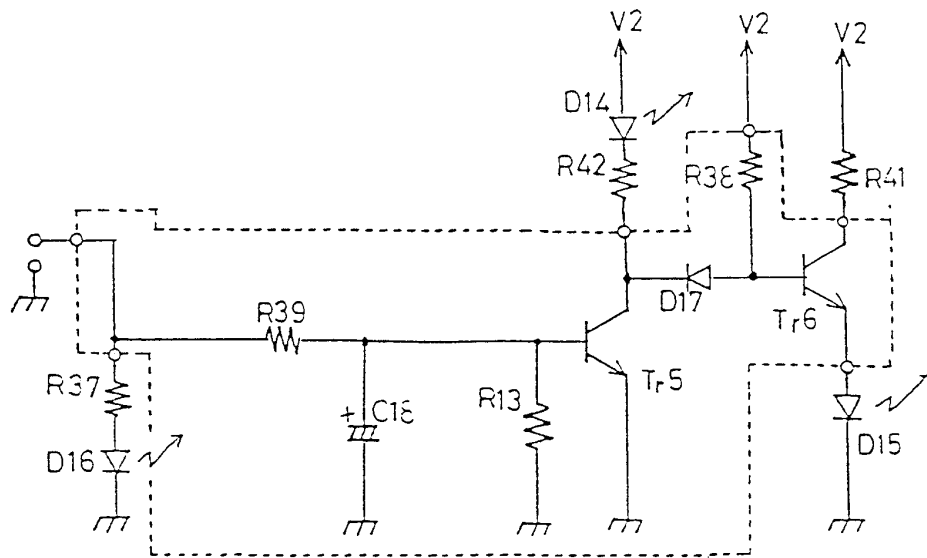 V2
V2
V2
D14
R42
R38
R41
D17
R39
Tr6
R37
Tr5
R13
+
C18
D16
D15